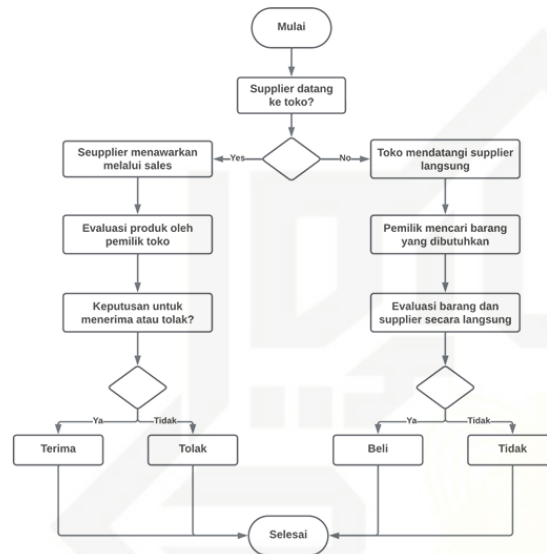 Mulai
Supplier datang
ke toko?
Seupplier menawarkan
melalui sales
Yes
No
Toko mendatangi supplier
langsung
Evaluasi produk oleh
pemilik toko
Pemilik mencari barang
yang dibutuhkan
Keputusan untuk
menerima atau tolak?
Evaluasi barang dan
supplier secara langsung
Ya
Tidak
Ya
Tidak
Terima
Tolak
Beli
Tidak
Selesai